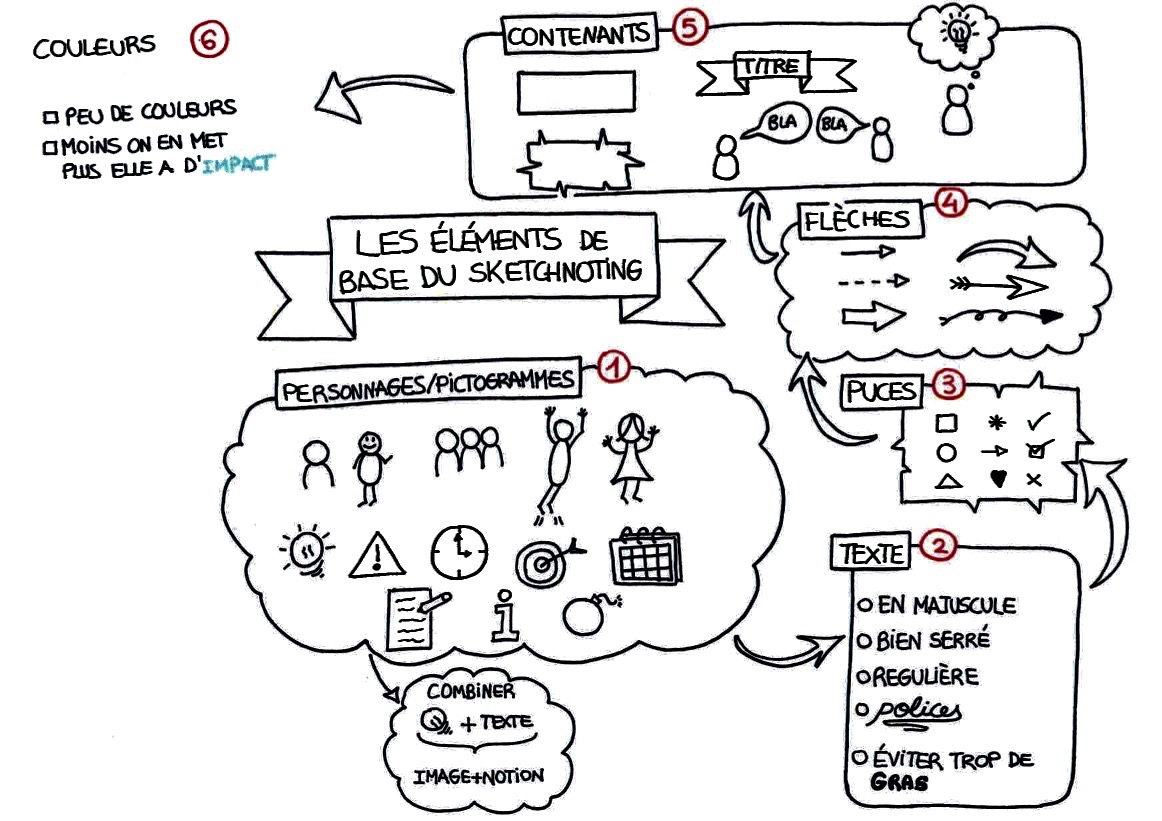 LES ÉLÉMENTS DE
BASE DU SKETCHNOTING
PERSONNAGES/PICTOGRAMMES 1
COMBINER
+ TEXTE
IMAGE+NOTION
TEXTE 2
EN MAJUSCULE
BIEN SERRÉ
REGULIÈRE
polices
ÉVITER TROP DE
GRAS
PUCES 3
FLÈCHES 4
CONTENANTS 5
TITRE
BLA
BLA
COULEURS 6
PEU DE COULEURS
MOINS ON EN MET
PLUS ELLE A D'IMPACT